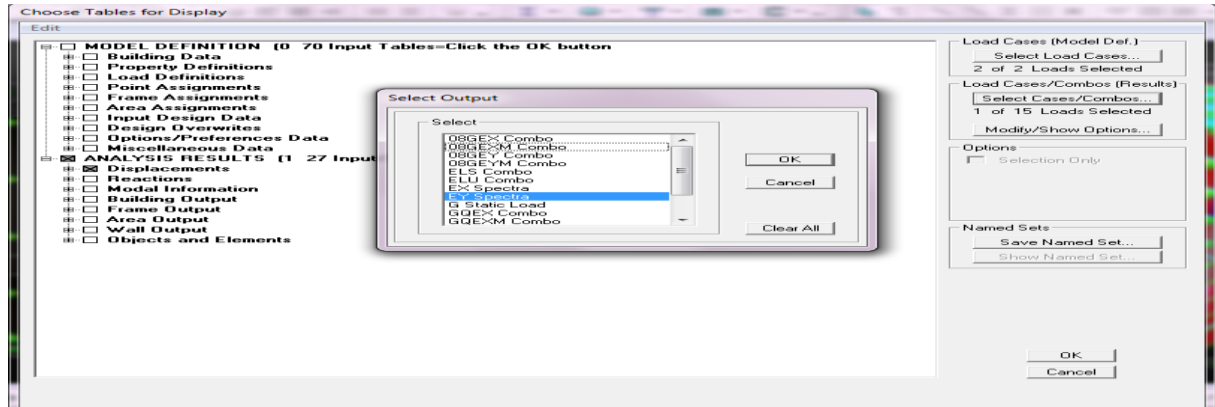 Choose Tables for Display
Edit
MODEL DEFINITION (0 70 Input Tables=Click the OK button
Building Data
Property Definitions
Load Definitions
Point Assignments
Frame Assignments
Area Assignments
Input Design Data
Design Overwrites
Options/Preferences Data
Miscellaneous Data
ANALYSIS RESULTS (1 27 Input
Displacements
Reactions
Modal Information
Building Output
Frame Output
Area Output
Wall Output
Objects and Elements
Select Output
Select
08GEX Combo
08GEXM Combo
08GEY Combo
08GEYM Combo
ELS Combo
ELU Combo
EX Spectra
EY Spectra
G Static Load
GQEX Combo
GQEXM Combo
OK
Cancel
Clear All
Load Cases (Model Def.)
Select Load Cases...
2 of 2 Loads Selected
Load Cases/Combos (Results)
Select Cases/Combos...
1 of 15 Loads Selected
Modify/Show Options...
Options
Selection Only
Named Sets
Save Named Set...
Show Named Set...
OK
Cancel